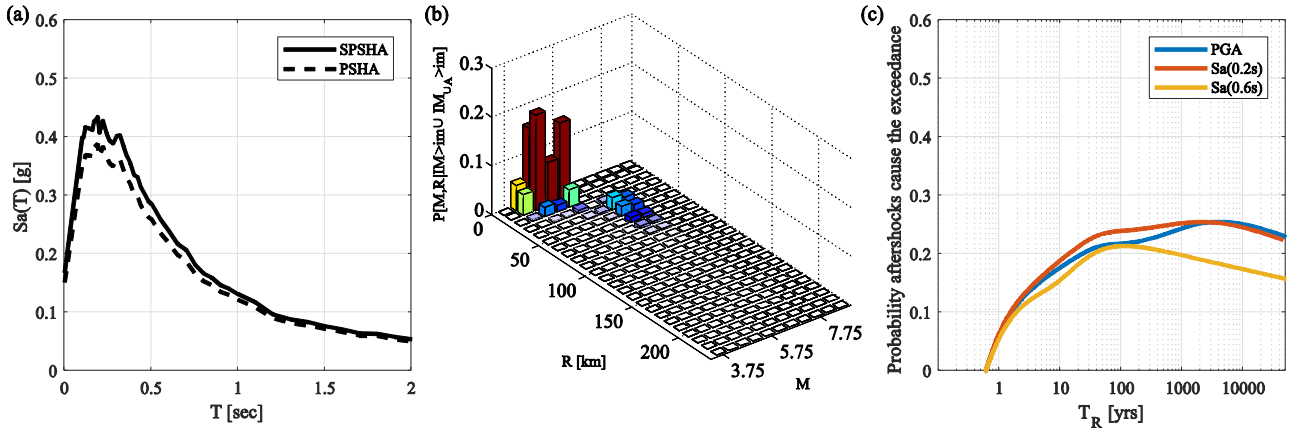 (a)
0.6
0.5
0.4
0.3
0.2
0.1
0
Sa(T) [g]
SPSHA
PSHA
0
0.5
1
1.5
2
T [sec]
(b)
0.3
0.2
0.1
0
P[M,R|IM>im∪ IM∪A>im]
0
50
100
150
200
R [km]
3.75
5.75
7.75
M
(c)
0.6
0.5
0.4
0.3
0.2
0.1
0
Probability aftershocks cause the exceedance
PGA
Sa(0.2s)
Sa(0.6s)
1
10
100
1000
10000
TR [yrs]